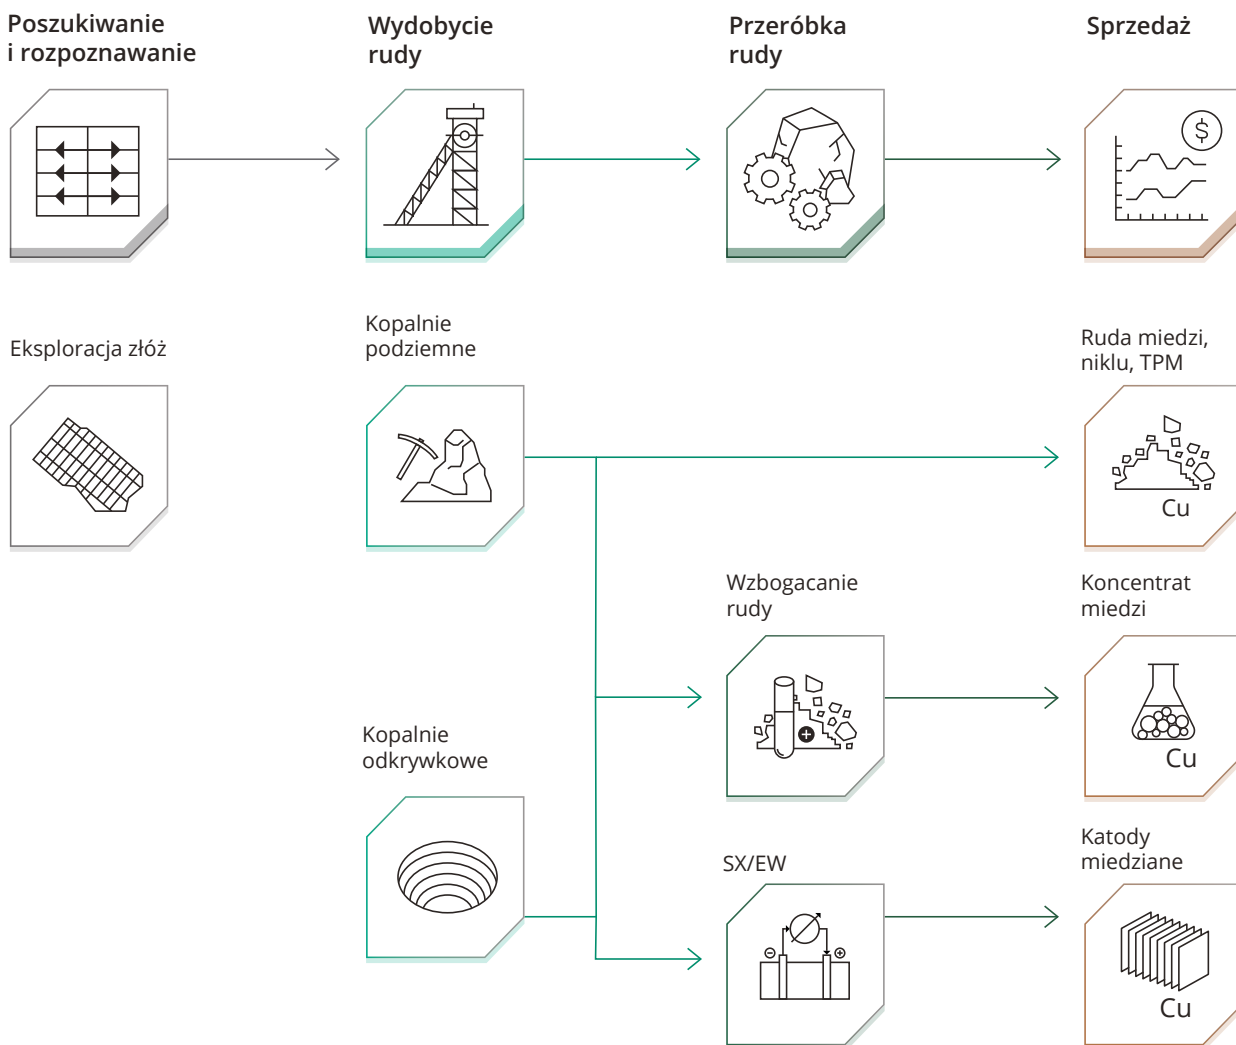 Poszukiwanie
i rozpoznawanie
Wydobycie
rudy
Przeróbka
rudy
Sprzedaż
$
Eksploracja złóż
Kopalnie
podziemne
Ruda miedzi,
niklu, TPM
Cu
Wzbogacanie
rudy
Koncentrat
miedzi
Cu
Kopalnie
odkrywkowe
SX/EW
Katody
miedziane
Cu